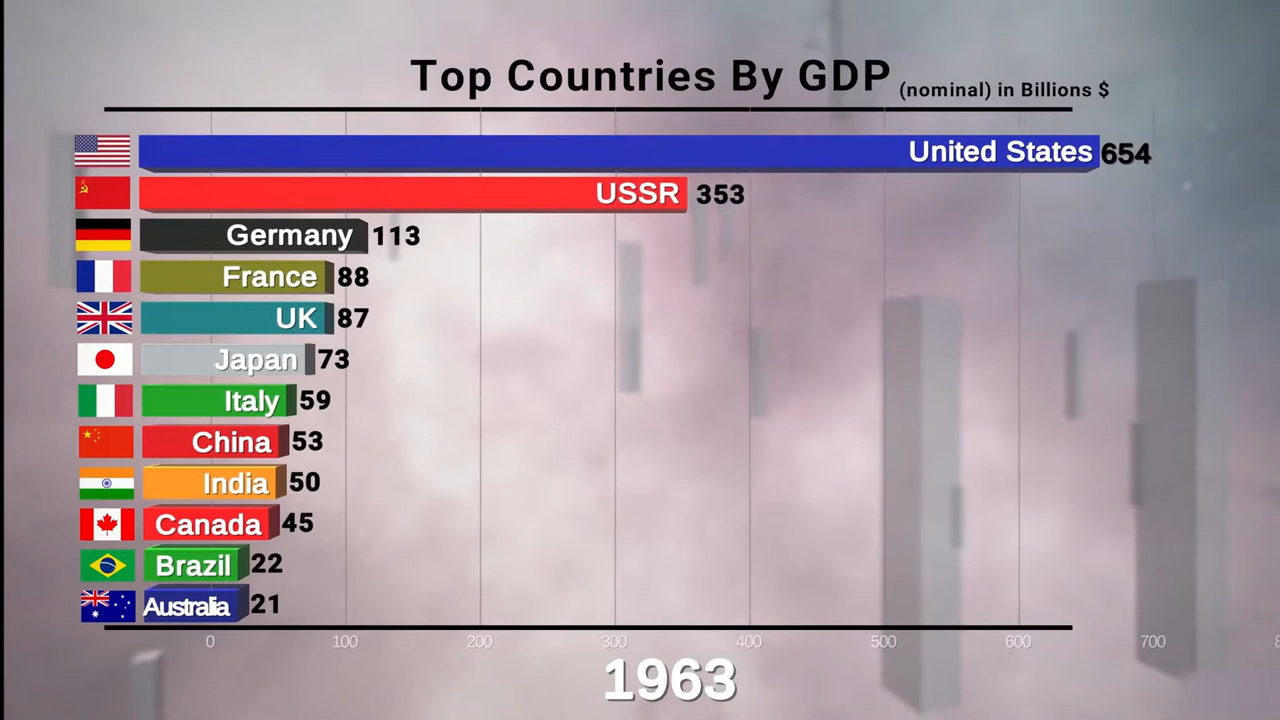 Top Countries By GDP (nominal) in Billions $
United States 654
USSR 353
Germany 113
France 88
UK 87
Japan 73
Italy 59
China 53
India 50
Canada 45
Brazil 22
Australia 21
0 100 200 300 400 500 600 700
1963